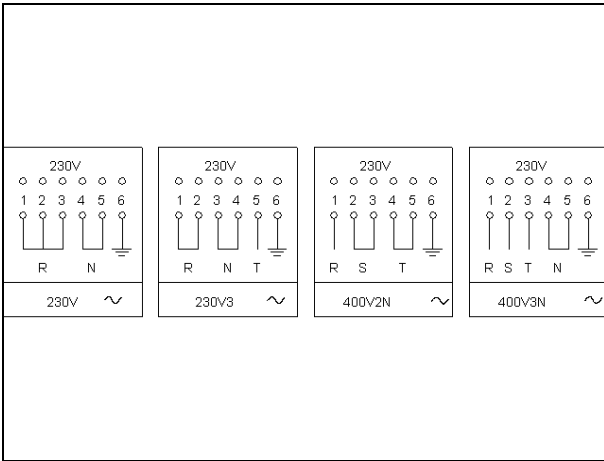 230V
1 2 3 4 5 6
R N
230V
230V
1 2 3 4 5 6
R N T
230V3
230V
1 2 3 4 5 6
R S T
400V2N
230V
1 2 3 4 5 6
R S T N
400V3N